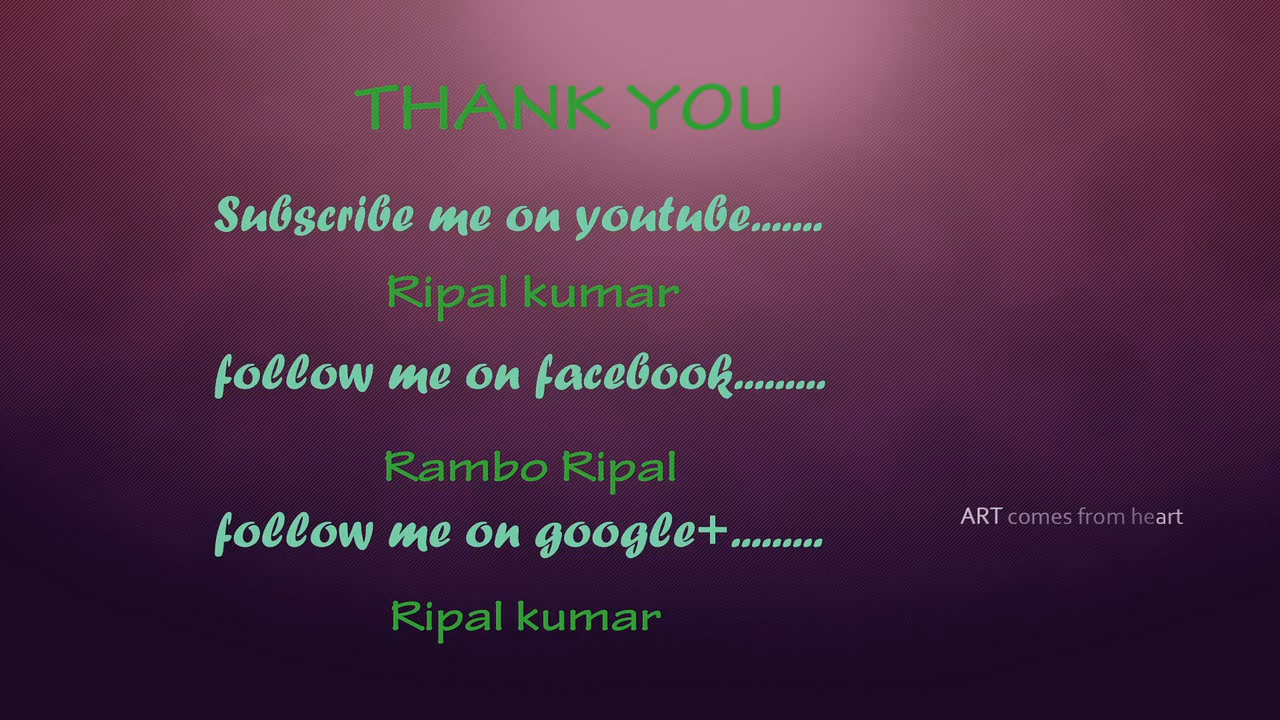 THANK YOU
Subscribe me on youtube.......
Ripal kumar
follow me on facebook.........
Rambo Ripal
ART comes from heart
follow me on google+.........
Ripal kumar